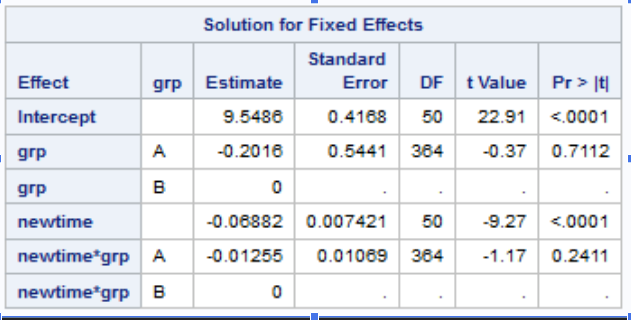 Solution for Fixed Effects
Effect grp Estimate Standard Error DF t Value Pr > |t|
Intercept 9.5486 0.4168 50 22.91 <.0001
grp A -0.2016 0.5441 364 -0.37 0.7112
grp B 0 . . . .
newtime -0.06882 0.007421 50 -9.27 <.0001
newtime*grp A -0.01255 0.01069 364 -1.17 0.2411
newtime*grp B 0 . . . .